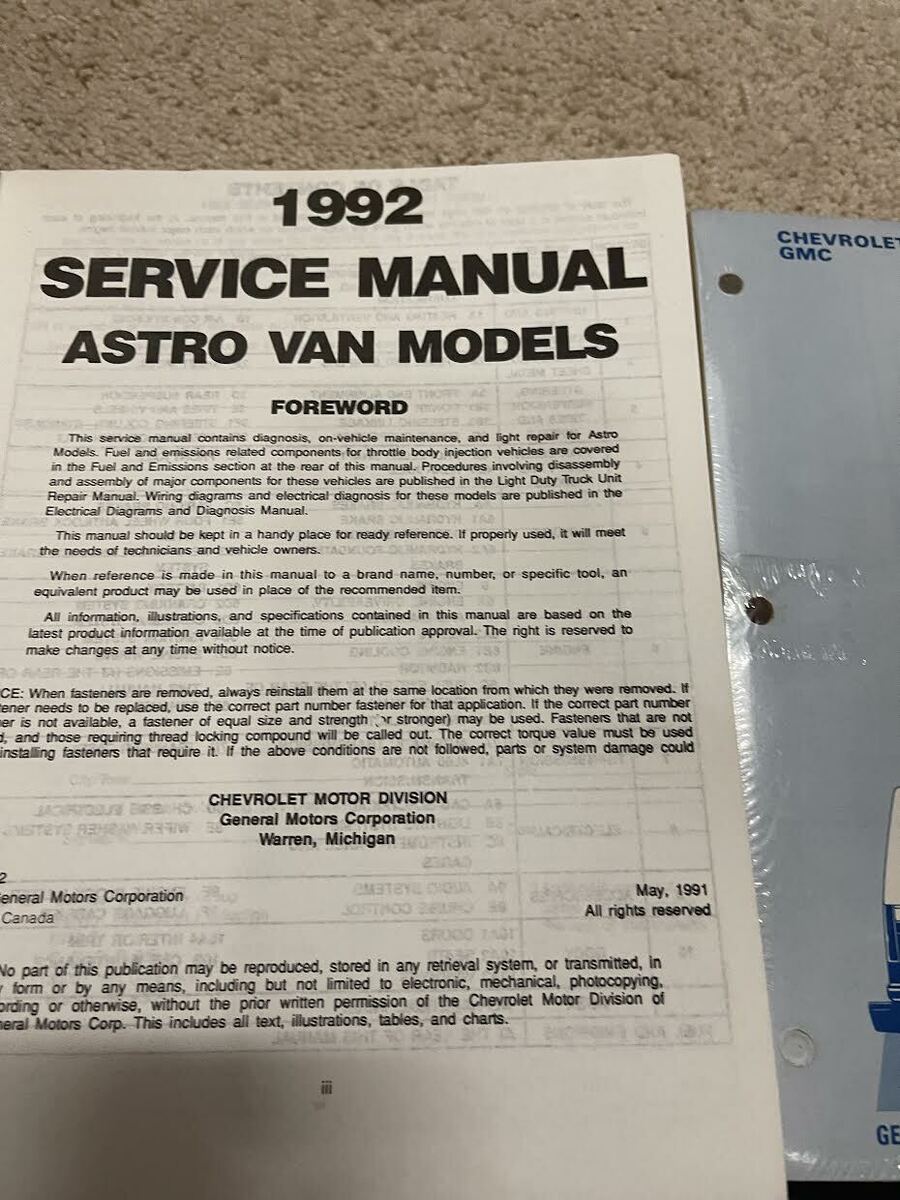 1992
SERVICE MANUAL
ASTRO VAN MODELS
FOREWORD
This service manual contains diagnosis, on-vehicle maintenance, and light repair for Astro
Models. Fuel and emissions related components for throttle body injection vehicles are covered
in the Fuel and Emissions section at the rear of this manual. Procedures involving disassembly
and assembly of major components for these vehicles are published in the Light Duty Truck Unit
Repair Manual. Wiring diagrams and electrical diagnosis for these models are published in the
Electrical Diagrams and Diagnosis Manual.
This manual should be kept in a handy place for ready reference. If properly used, it will meet
the needs of technicians and vehicle owners.
When reference is made in this manual to a brand name, number, or specific tool, an
equivalent product may be used in place of the recommended item.
All information, illustrations, and specifications contained in this manual are based on the
latest product information available at the time of publication approval. The right is reserved to
make changes at any time without notice.
CE: When fasteners are removed, always reinstall them at the same location from which they were removed. If
tener needs to be replaced, use the correct part number fastener for that application. If the correct part number
er is not available, a fastener of equal size and strength (or stronger) may be used. Fasteners that are not
d, and those requiring thread locking compound will be called out. The correct torque value must be used
installing fasteners that require it. If the above conditions are not followed, parts or system damage could
CHEVROLET MOTOR DIVISION
General Motors Corporation
Warren, Michigan
2
eneral Motors Corporation
Canada
May, 1991
All rights reserved
No part of this publication may be reproduced, stored in any retrieval system, or transmitted, in
form or by any means, including but not limited to electronic, mechanical, photocopying,
ording or otherwise, without the prior written permission of the Chevrolet Motor Division of
neral Motors Corp. This includes all text, illustrations, tables, and charts.
iii
CHEVROLET
GMC
GE